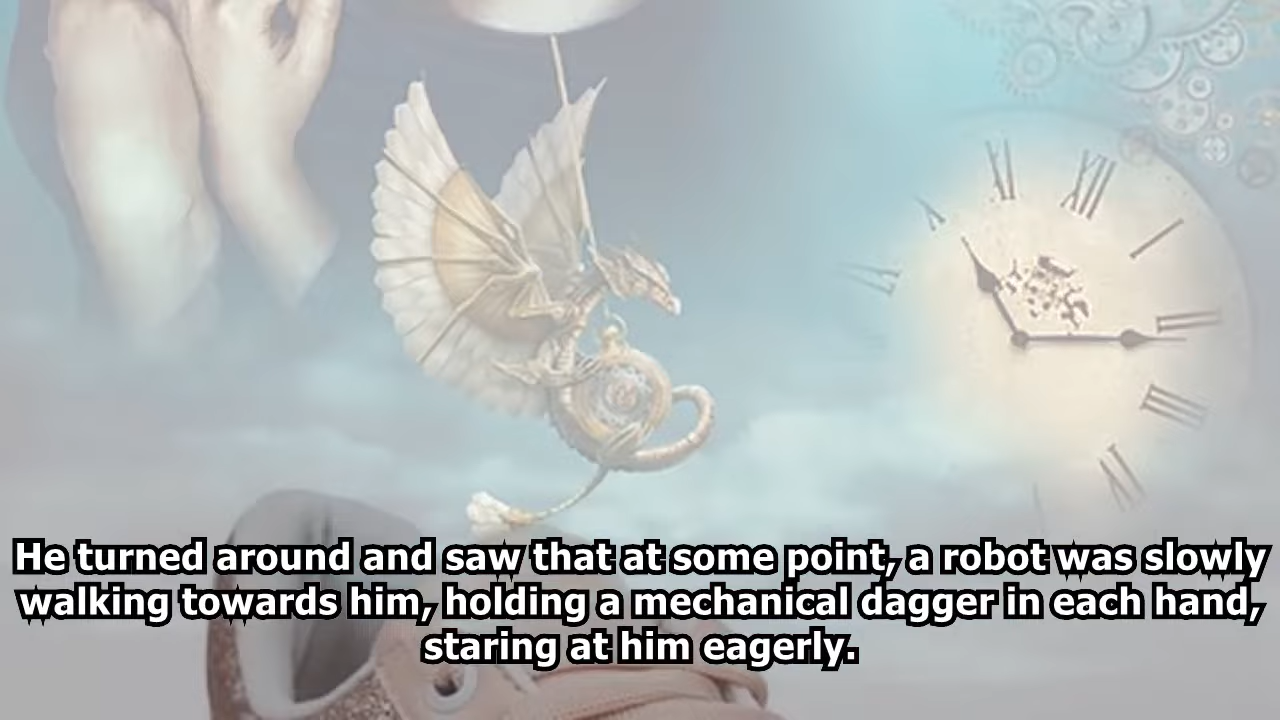 He turned around and saw that at some point, a robot was slowly
walking towards him, holding a mechanical dagger in each hand,
staring at him eagerly.